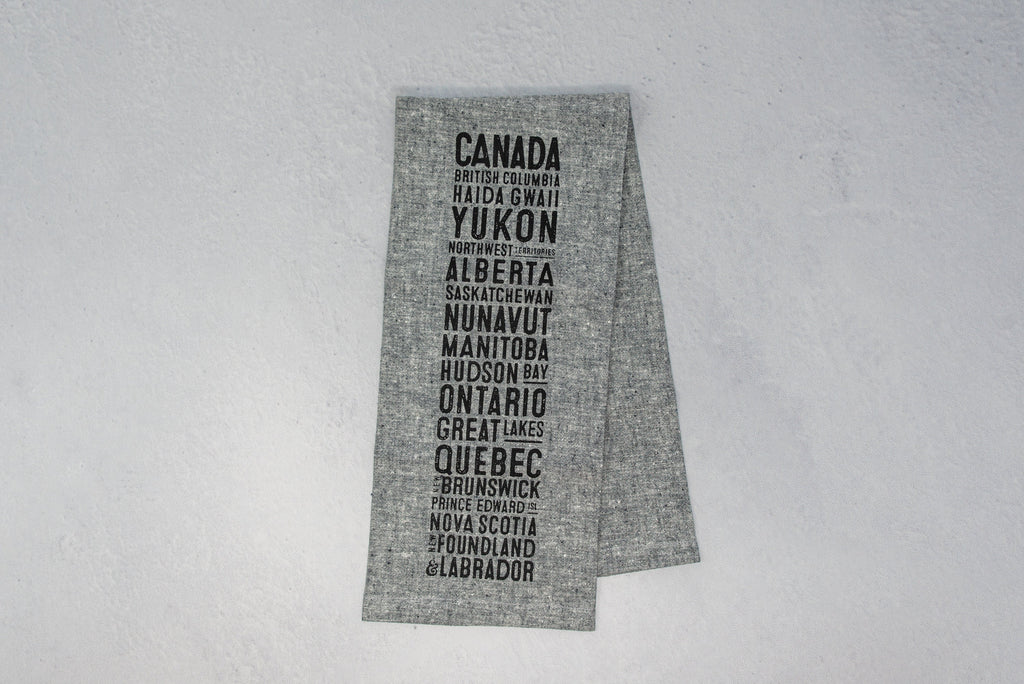 CANADA
BRITISH COLUMBIA
HAIDA GWAII
YUKON
NORTHWEST TERRITORIES
ALBERTA
SASKATCHEWAN
NUNAVUT
MANITOBA
HUDSON BAY
ONTARIO
GREAT LAKES
QUEBEC
NEW BRUNSWICK
PRINCE EDWARD ISL
NOVA SCOTIA
NEW FOUNDLAND
& LABRADOR